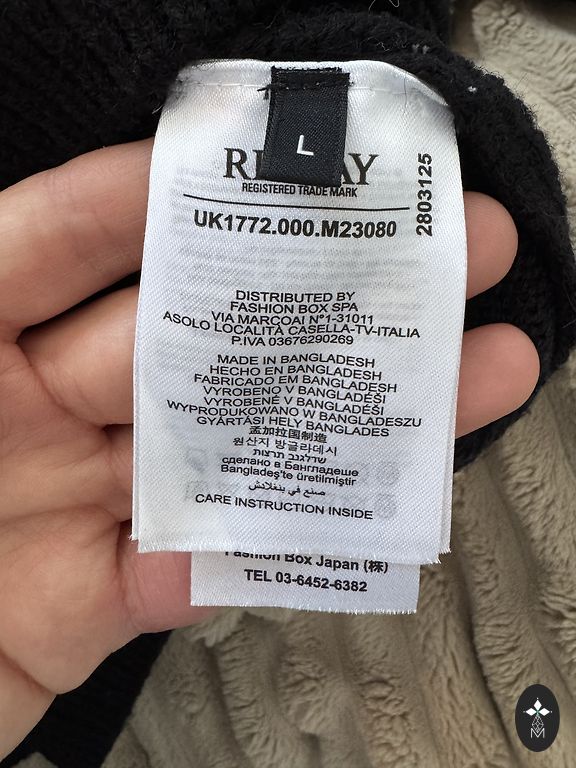 L
REPLAY
REGISTERED TRADE MARK
UK1772.000.M23080
2803125
DISTRIBUTED BY
FASHION BOX SPA
VIA MARCOAI N°1-31011
ASOLO LOCALITÀ CASELLA-TV-ITALIA
P.IVA 03676290269
MADE IN BANGLADESH
HECHO EN BANGLADESH
FABRICADO EM BANGLADESH
VYROBENO V BANGLADÉŠI
VYROBENÉ V BANGLADÉŠI
WYPRODUKOWANO W BANGLADESZU
GYÁRTÁSI HELY BANGLADES
孟加拉国制造
원산지 방글라데시
שרלגנב תרצות
сделано в Бангладеше
Bangladeş'te üretilmiştir
صنع في بنغلادش
CARE INSTRUCTION INSIDE
Fashion Box Japan (株)
TEL 03-6452-6382
M